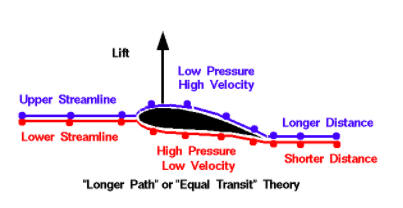 Lift
Low Pressure
High Velocity
Upper Streamline
Longer Distance
Lower Streamline
High Pressure
Low Velocity
Shorter Distance
"Longer Path" or "Equal Transit" Theory